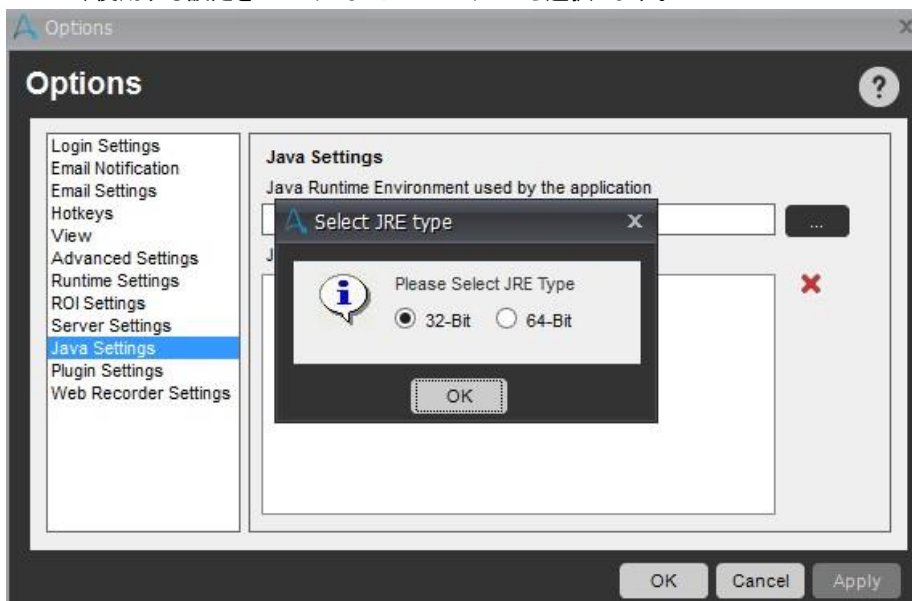 Options
Options
?
Login Settings
Email Notification
Email Settings
Hotkeys
View
Advanced Settings
Runtime Settings
ROI Settings
Server Settings
Java Settings
Plugin Settings
Web Recorder Settings
Java Settings
Java Runtime Environment used by the application
...
Select JRE type
Please Select JRE Type
32-Bit
64-Bit
OK
OK Cancel Apply